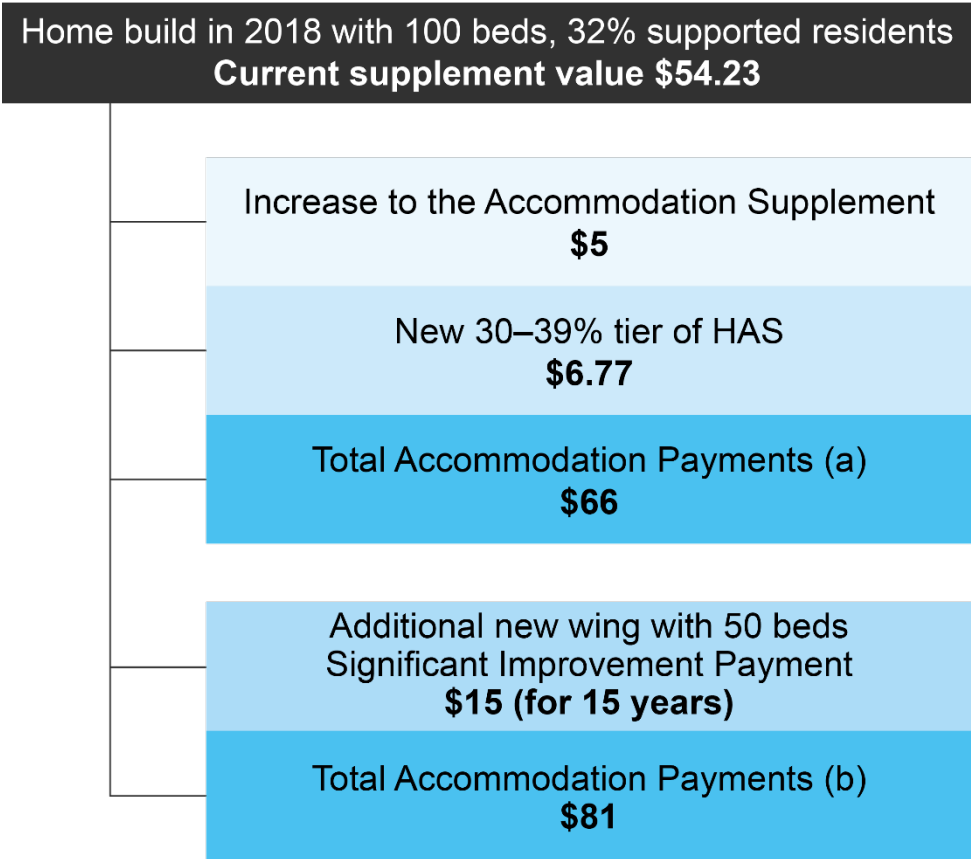 Home build in 2018 with 100 beds, 32% supported residents
Current supplement value $54.23
Increase to the Accommodation Supplement
$5
New 30–39% tier of HAS
$6.77
Total Accommodation Payments (a)
$66
Additional new wing with 50 beds
Significant Improvement Payment
$15 (for 15 years)
Total Accommodation Payments (b)
$81